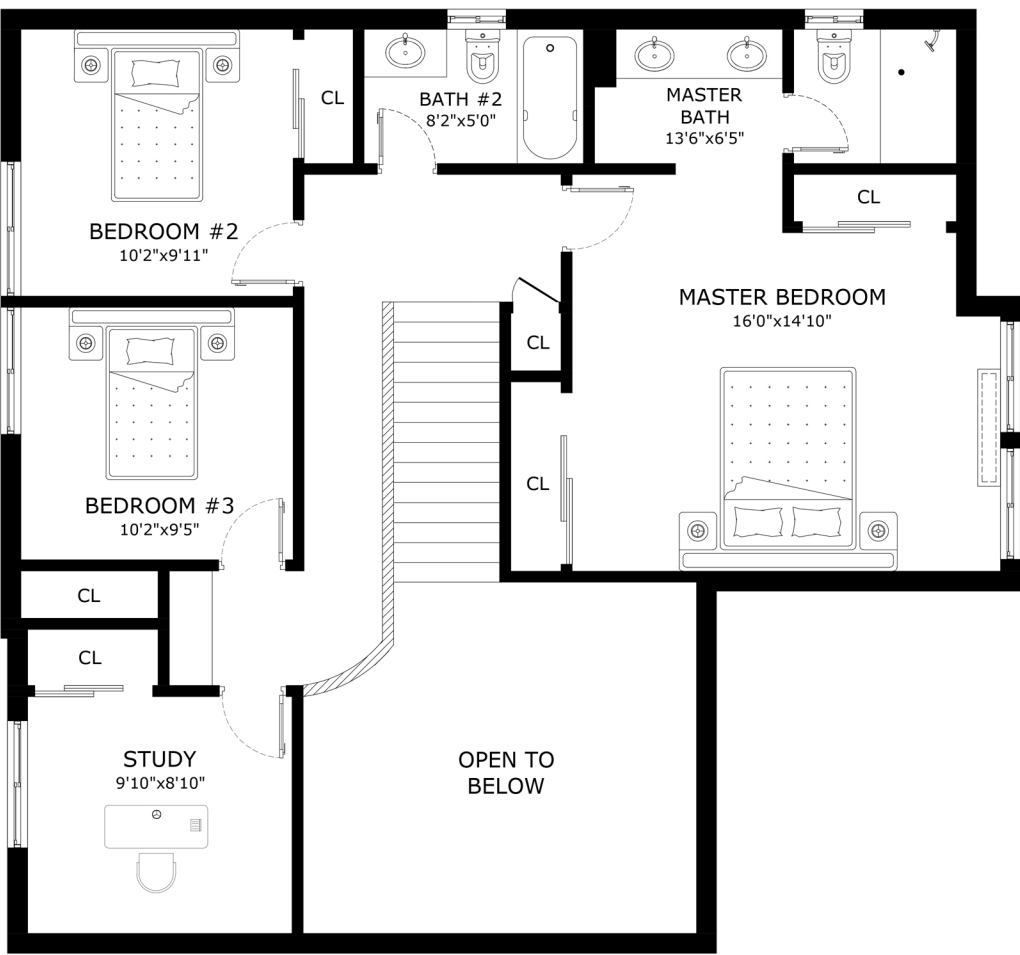 CL
BATH #2
8'2"x5'0"
MASTER
BATH
13'6"x6'5"
CL
BEDROOM #2
10'2"x9'11"
MASTER BEDROOM
16'0"x14'10"
CL
CL
BEDROOM #3
10'2"x9'5"
CL
CL
STUDY
9'10"x8'10"
OPEN TO
BELOW